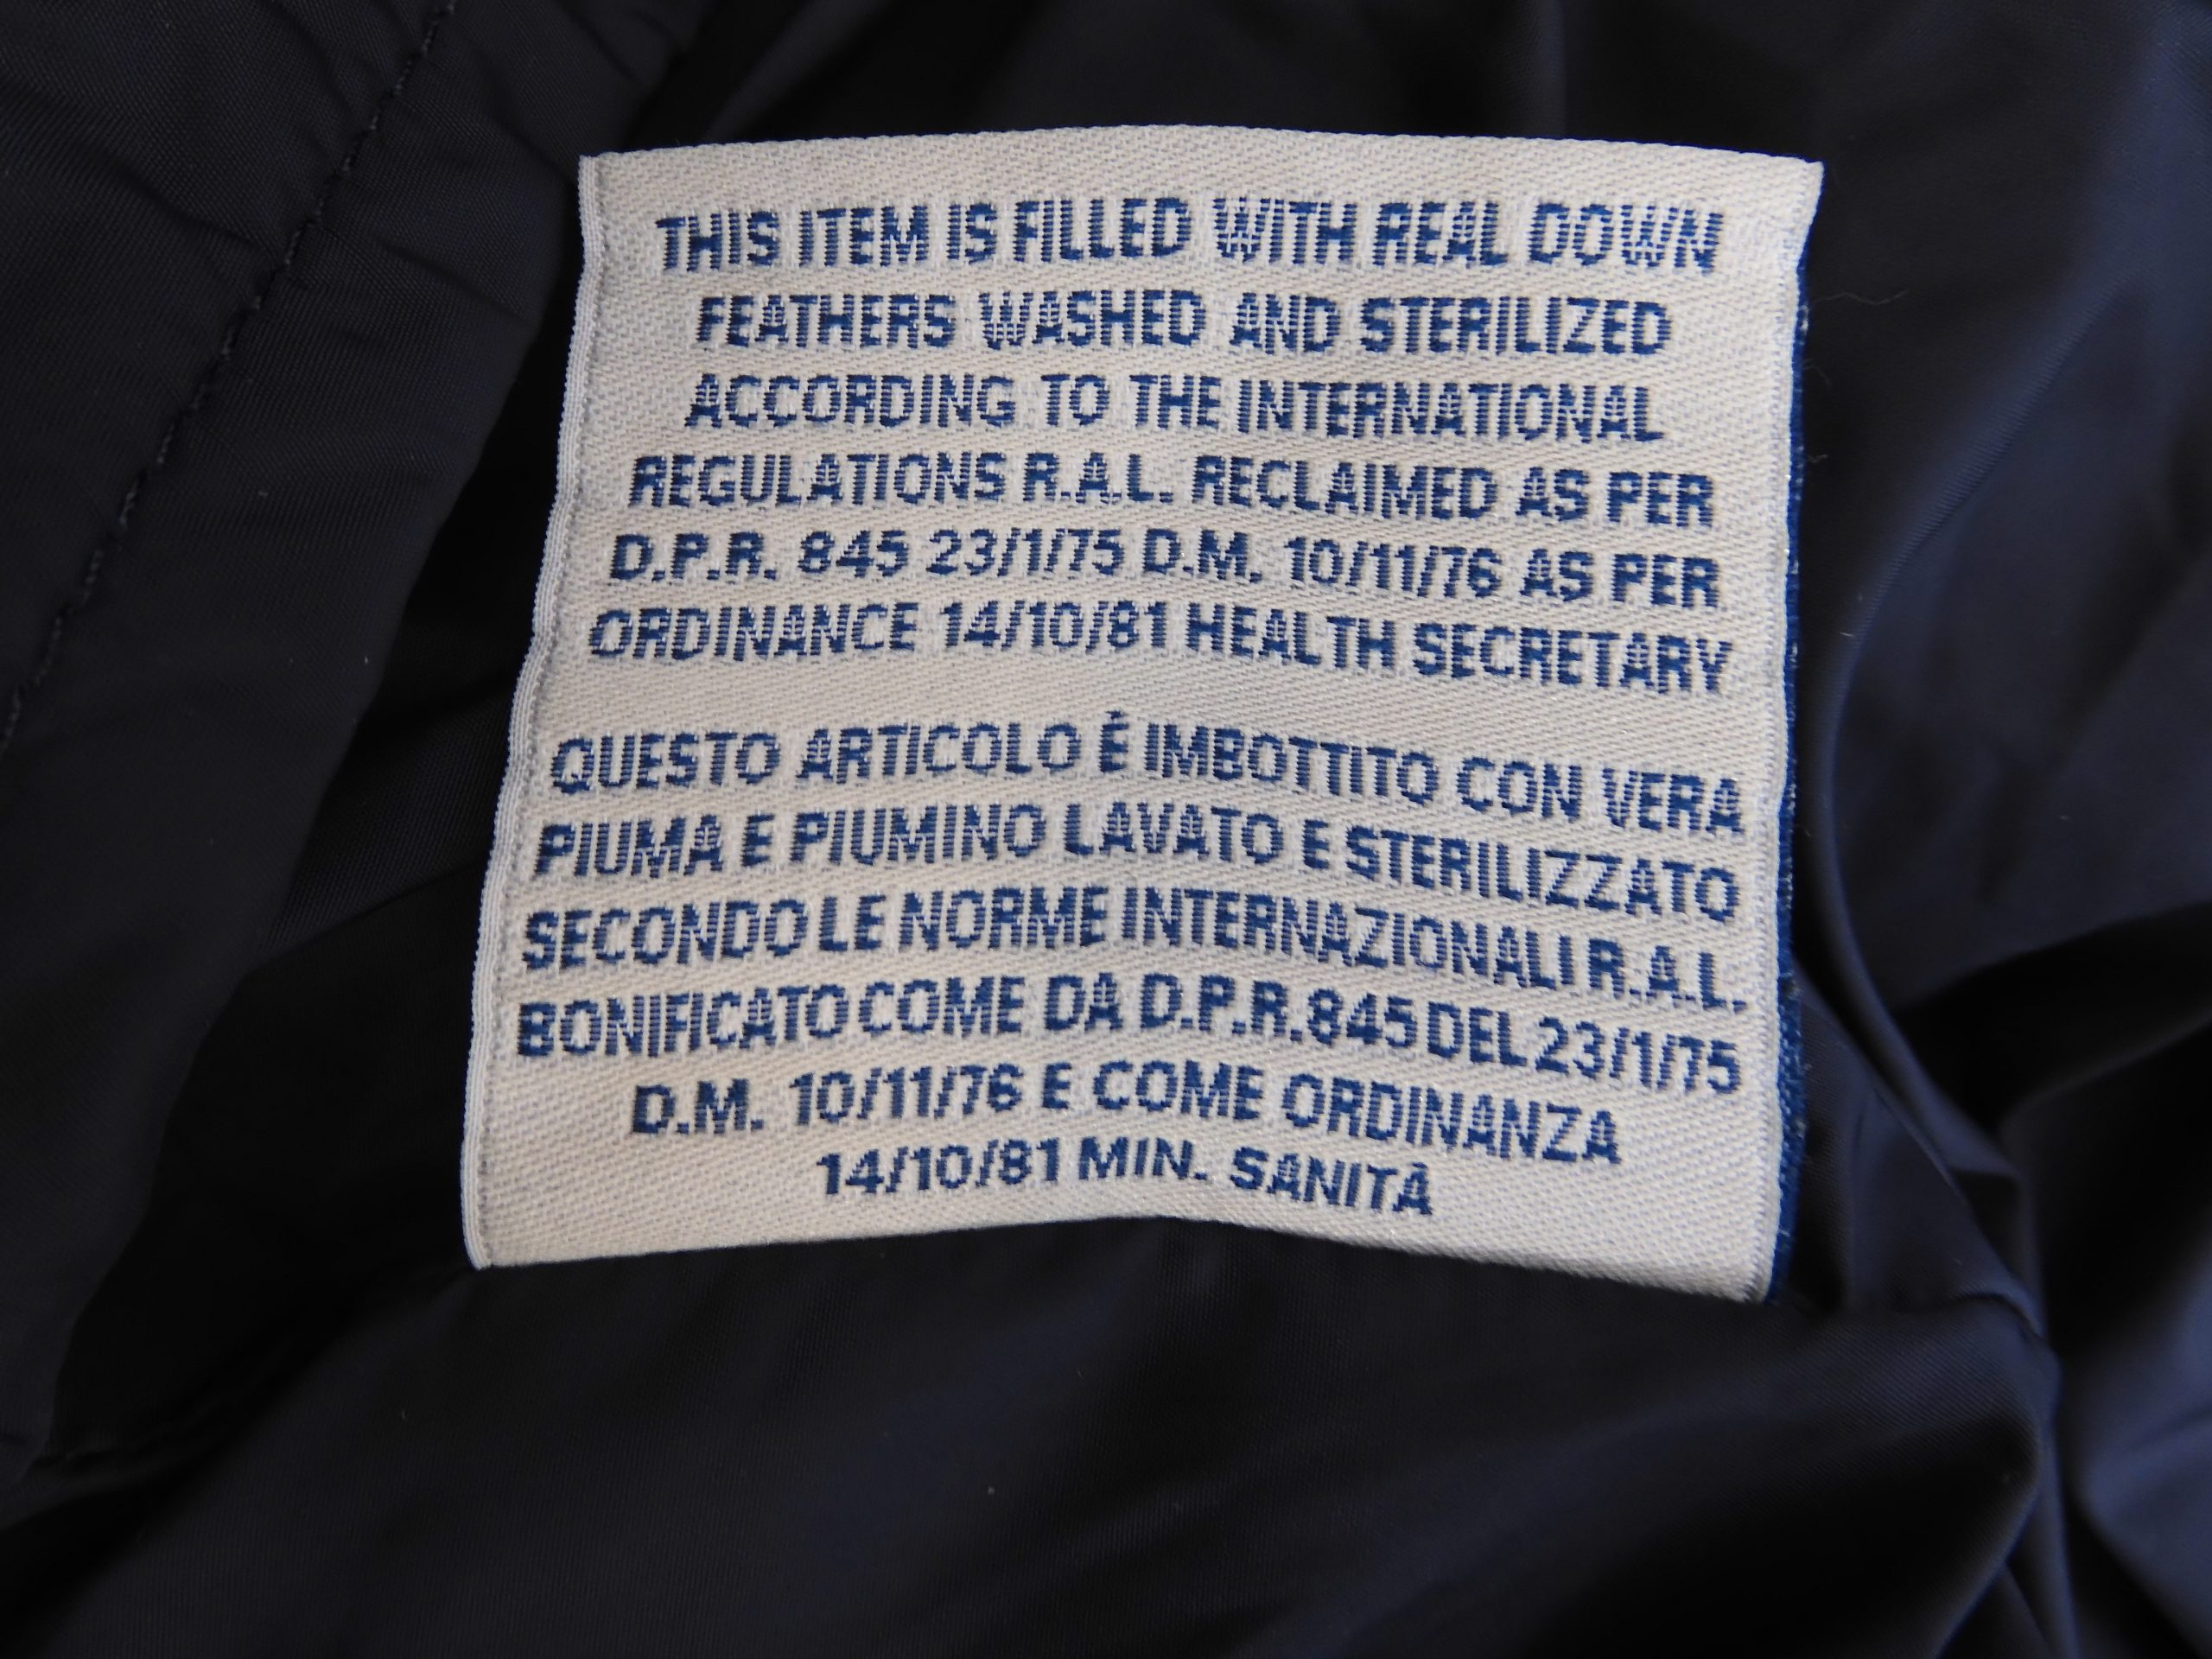 THIS ITEM IS FILLED WITH REAL DOWN
FEATHERS WASHED AND STERILIZED
ACCORDING TO THE INTERNATIONAL
REGULATIONS R.A.L. RECLAIMED AS PER
D.P.R. 845 23/1/75 D.M. 10/11/76 AS PER
ORDINANCE 14/10/81 HEALTH SECRETARY
QUESTO ARTICOLO È IMBOTTITO CON VERA
PIUMA E PIUMINO LAVATO E STERILIZZATO
SECONDO LE NORME INTERNAZIONALI R.A.L.
BONIFICATO COME DA D.P.R. 845 DEL 23/1/75
D.M. 10/11/76 E COME ORDINANZA
14/10/81 MIN. SANITÀ